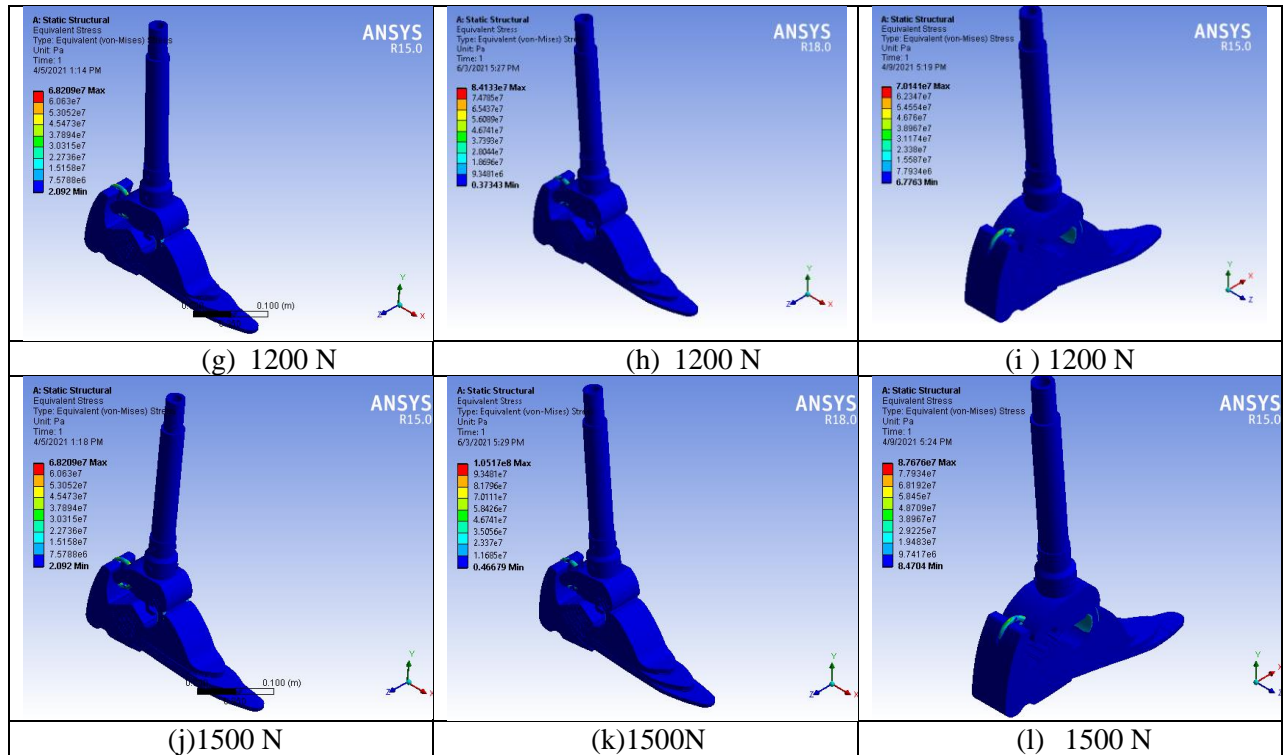 A: Static Structural
Equivalent Stress
Type: Equivalent (von-Mises) Stress
Unit: Pa
Time: 1
4/5/2021 1:14 PM
6.8209e7 Max
6.063e7
5.3052e7
4.5473e7
3.7894e7
3.0315e7
2.2736e7
1.5158e7
7.5788e6
2.092 Min
ANSYS
R15.0
0.100 (m)
Y
Z
X
A: Static Structural
Equivalent Stress
Type: Equivalent (von-Mises) Stress
Unit: Pa
Time: 1
6/3/2021 5:27 PM
8.4133e7 Max
7.4785e7
6.5437e7
5.6089e7
4.6741e7
3.7393e7
2.8044e7
1.8696e7
9.3481e6
0.37343 Min
ANSYS
R18.0
Y
Z
X
A: Static Structural
Equivalent Stress
Type: Equivalent (von-Mises) Stress
Unit: Pa
Time: 1
4/9/2021 5:19 PM
7.0141e7 Max
6.2347e7
5.4554e7
4.676e7
3.8967e7
3.1174e7
2.338e7
1.5587e7
7.7934e6
6.7763 Min
ANSYS
R15.0
Y
X
Z
(g) 1200 N
(h) 1200 N
(i ) 1200 N
A: Static Structural
Equivalent Stress
Type: Equivalent (von-Mises) Stre
Unit: Pa
Time: 1
4/5/2021 1:18 PM
6.8209e7 Max
6.063e7
5.3052e7
4.5473e7
3.7894e7
3.0315e7
2.2736e7
1.5158e7
7.5788e6
2.092 Min
ANSYS
R15.0
0.100 (m)
Y
Z
X
A: Static Structural
Equivalent Stress
Type: Equivalent (von-Mises) Stress
Unit: Pa
Time: 1
6/3/2021 5:29 PM
1.0517e8 Max
9.3481e7
8.1796e7
7.0111e7
5.8426e7
4.6741e7
3.5056e7
2.337e7
1.1685e7
0.46679 Min
ANSYS
R18.0
Y
Z
X
A: Static Structural
Equivalent Stress
Type: Equivalent (von-Mises) Stress
Unit: Pa
Time: 1
4/9/2021 5:24 PM
8.7676e7 Max
7.7934e7
6.8192e7
5.845e7
4.8709e7
3.8967e7
2.9225e7
1.9483e7
9.7417e6
8.4704 Min
ANSYS
R15.0
Y
X
Z
(j)1500 N
(k)1500N
(l) 1500 N